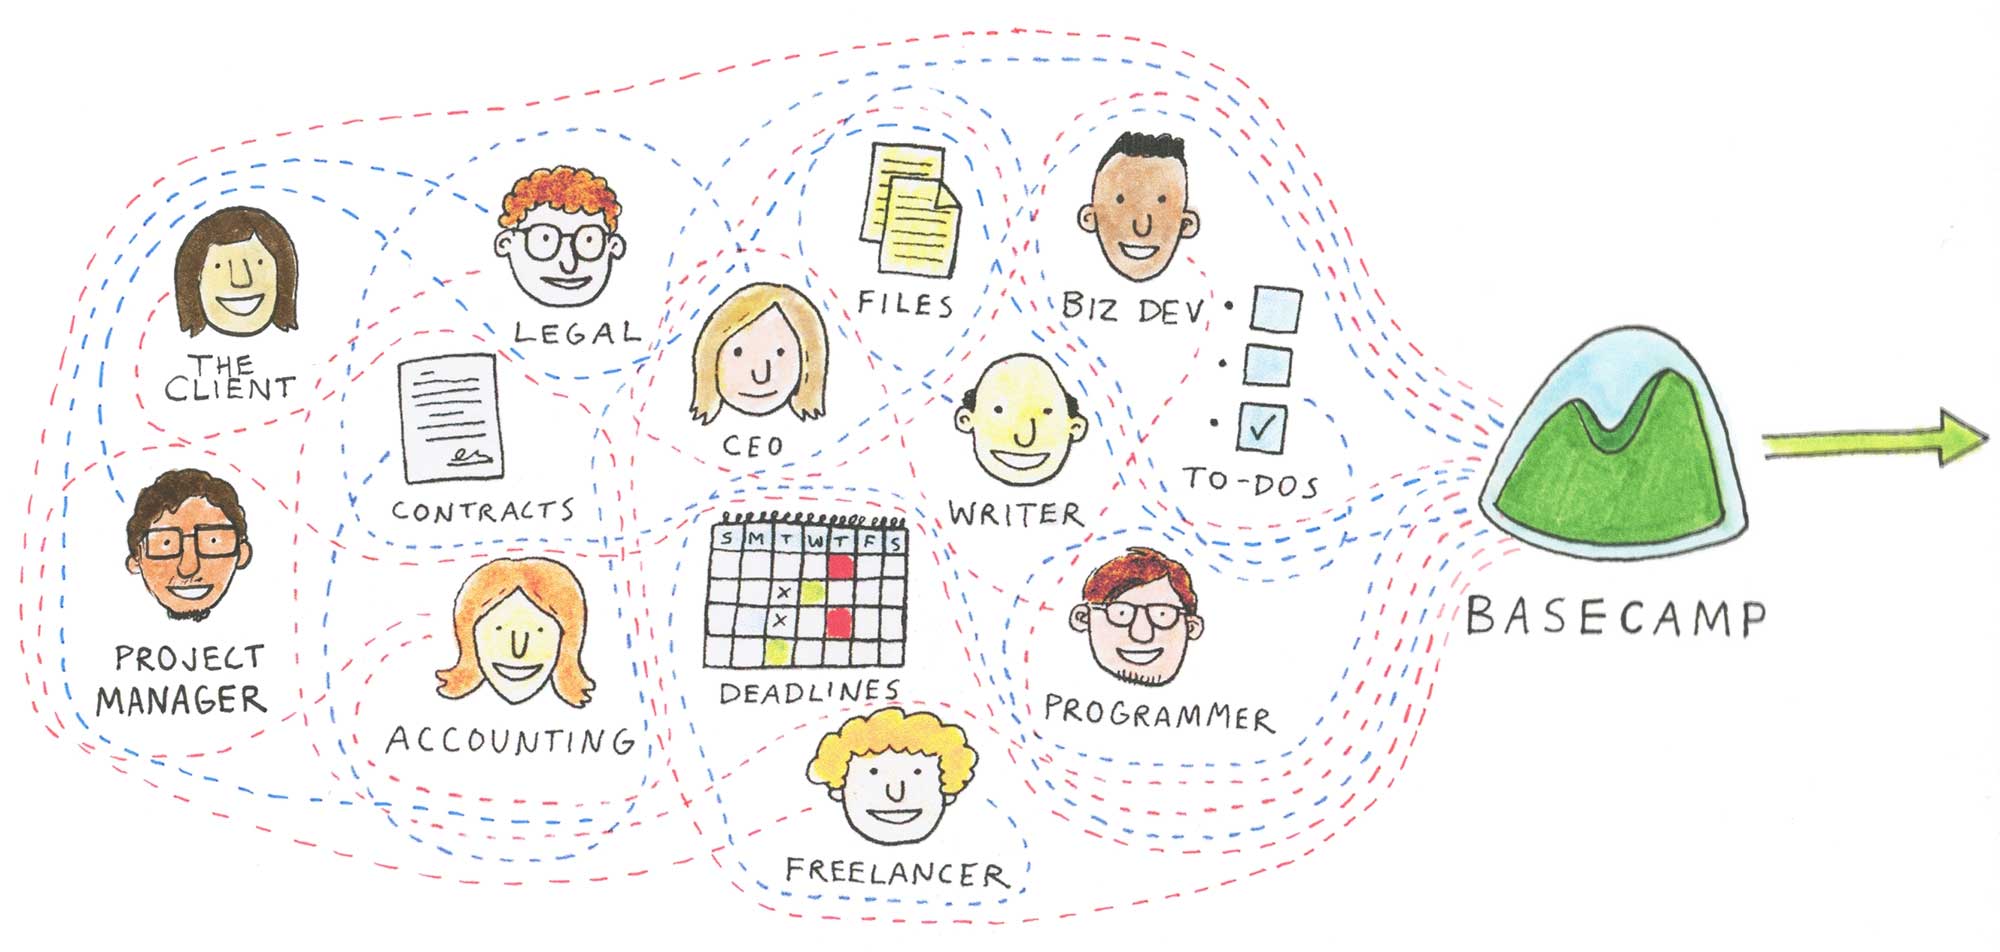 FILES
BIZ DEV
LEGAL
THE
CLIENT
CEO
TO-DOS
CONTRACTS
WRITER
S M T W T F S
BASECAMP
PROJECT
MANAGER
DEADLINES
PROGRAMMER
ACCOUNTING
FREELANCER